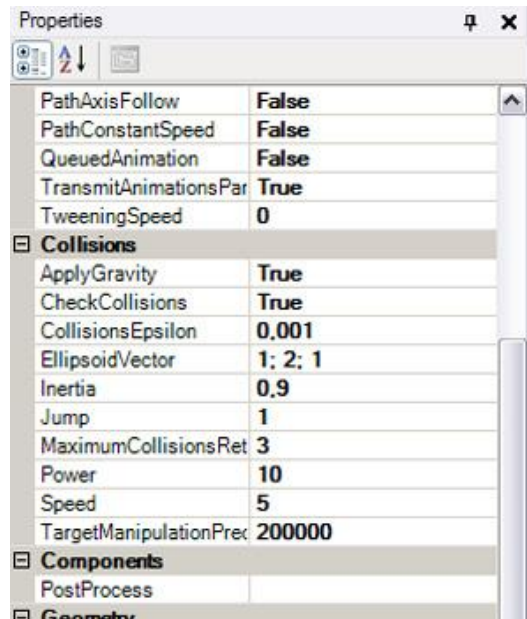 Properties
PathAxisFollow False
PathConstantSpeed False
QueuedAnimation False
TransmitAnimationsPar True
TweeningSpeed 0
Collisions
ApplyGravity True
CheckCollisions True
CollisionsEpsilon 0,001
EllipsoidVector 1; 2; 1
Inertia 0,9
Jump 1
MaximumCollisionsRet 3
Power 10
Speed 5
TargetManipulationPrec 200000
Components
PostProcess
Geometry